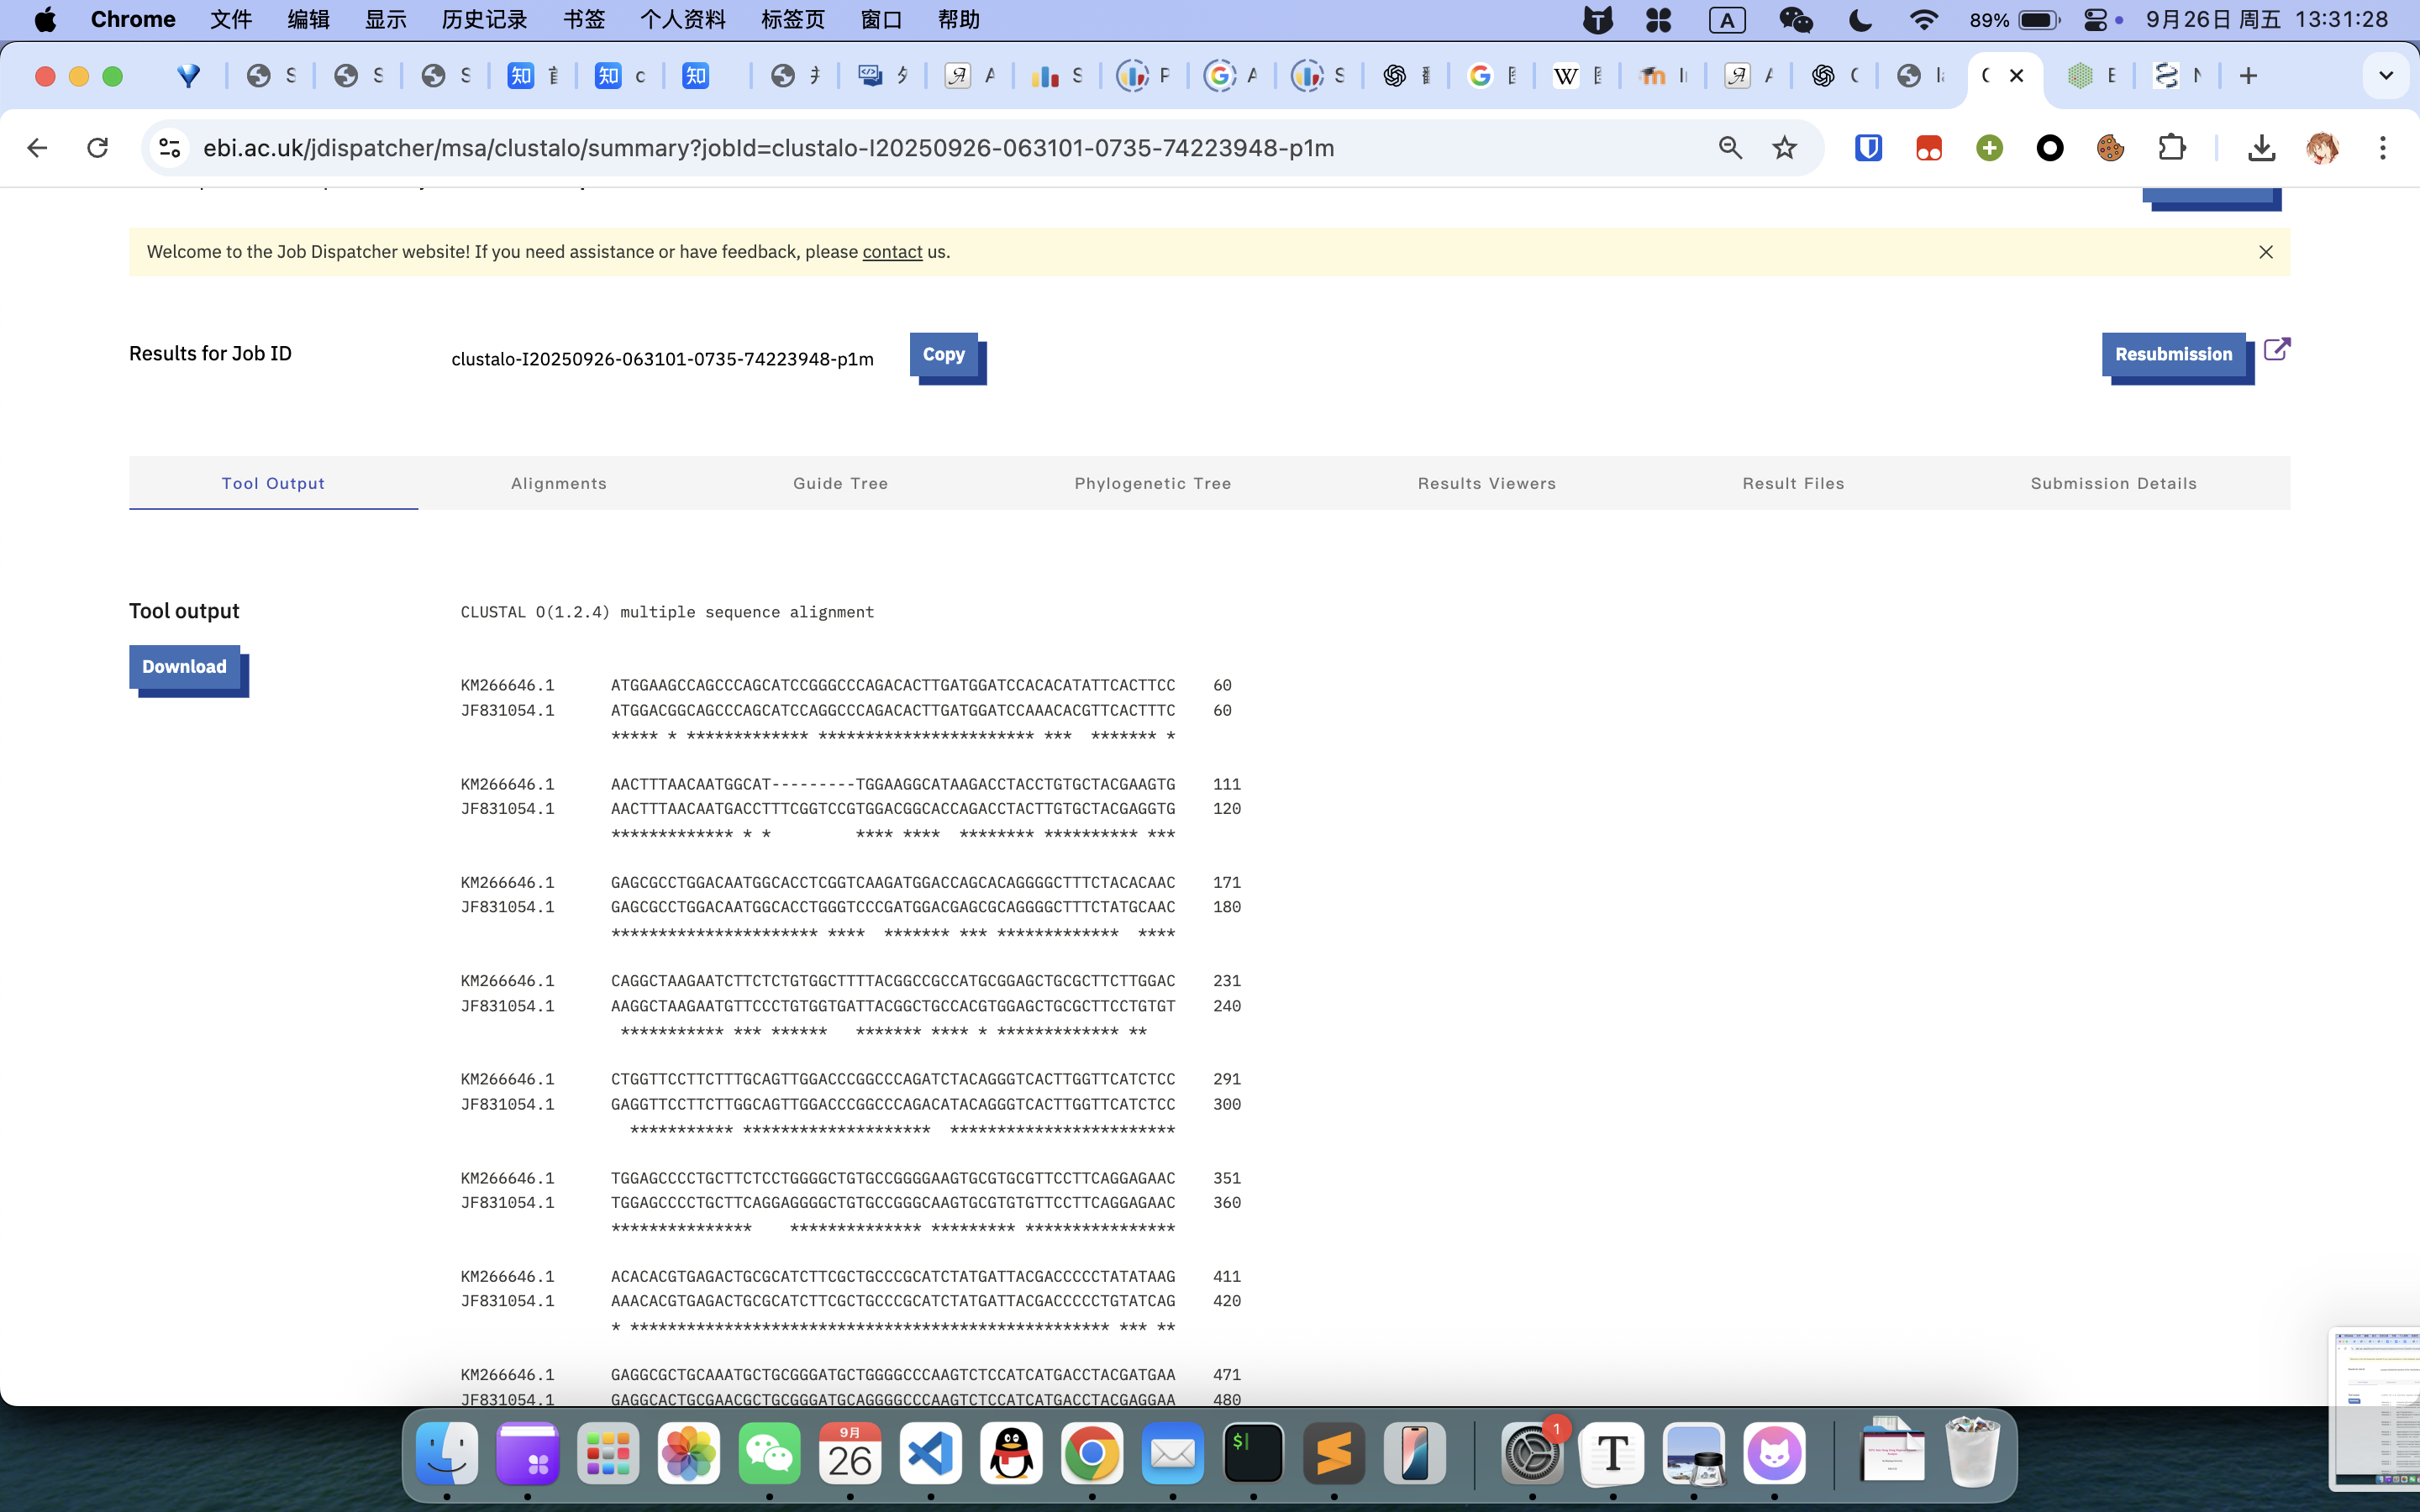 Chrome 文件 编辑 显示 历史记录 书签 个人资料 标签页 窗口 帮助 A 89% 9月26日 周五 13:31:28
ebi.ac.uk/jdispatcher/msa/clustalo/summary?jobId=clustalo-I20250926-063101-0735-74223948-p1m
Welcome to the Job Dispatcher website! If you need assistance or have feedback, please contact us.
Results for Job ID clustalo-I20250926-063101-0735-74223948-p1m Copy Resubmission
Tool Output Alignments Guide Tree Phylogenetic Tree Results Viewers Result Files Submission Details
Tool output CLUSTAL O(1.2.4) multiple sequence alignment
Download
KM266646.1 ATGGAAGCCAGCCCAGCATCCGGGCCCAGACACTTGATGGATCCACACATATTCACTTCC 60
JF831054.1 ATGGACGGCAGCCCAGCATCCAGGCCCAGACACTTGATGGATCCAAACACGTTCACTTTC 60
***** * ************* *********************** *** ******* *
KM266646.1 AACTTTAACAATGGCAT---------TGGAAGGCATAAGACCTACCTGTGCTACGAAGTG 111
JF831054.1 AACTTTAACAATGACCTTTCGGTCCGTGGACGGCACCAGACCTACTTGTGCTACGAGGTG 120
************* * * **** **** ******** ********** ***
KM266646.1 GAGCGCCTGGACAATGGCACCTCGGTCAAGATGGACCAGCACAGGGGCTTTCTACACAAC 171
JF831054.1 GAGCGCCTGGACAATGGCACCTGGGTCCCGATGGACGAGCGCAGGGGCTTTCTATGCAAC 180
********************** **** ******* *** ************* ****
KM266646.1 CAGGCTAAGAATCTTCTCTGTGGCTTTTACGGCCGCCATGCGGAGCTGCGCTTCTTGGAC 231
JF831054.1 AAGGCTAAGAATGTTCCCTGTGGTGATTACGGCTGCCACGTGGAGCTGCGCTTCCTGTGT 240
*********** *** ****** ******* **** * ************* **
KM266646.1 CTGGTTCCTTCTTTGCAGTTGGACCCGGCCCAGATCTACAGGGTCACTTGGTTCATCTCC 291
JF831054.1 GAGGTTCCTTCTTGGCAGTTGGACCCGGCCCAGACATACAGGGTCACTTGGTTCATCTCC 300
*********** ******************** ************************
KM266646.1 TGGAGCCCCTGCTTCTCCTGGGGCTGTGCCGGGGAAGTGCGTGCGTTCCTTCAGGAGAAC 351
JF831054.1 TGGAGCCCCTGCTTCAGGAGGGGCTGTGCCGGGCAAGTGCGTGTGTTCCTTCAGGAGAAC 360
*************** ************** ********* ****************
KM266646.1 ACACACGTGAGACTGCGCATCTTCGCTGCCCGCATCTATGATTACGACCCCCTATATAAG 411
JF831054.1 AAACACGTGAGACTGCGCATCTTCGCTGCCCGCATCTATGATTACGACCCCCTGTATCAG 420
* *************************************************** *** **
KM266646.1 GAGGCGCTGCAAATGCTGCGGGATGCTGGGGCCCAAGTCTCCATCATGACCTACGATGAA 471
JF831054.1 GAGGCACTGCGAACGCTGCGGGATGCAGGGGCCCAAGTCTCCATCATGACCTACGAGGAA 480
9月
26
1